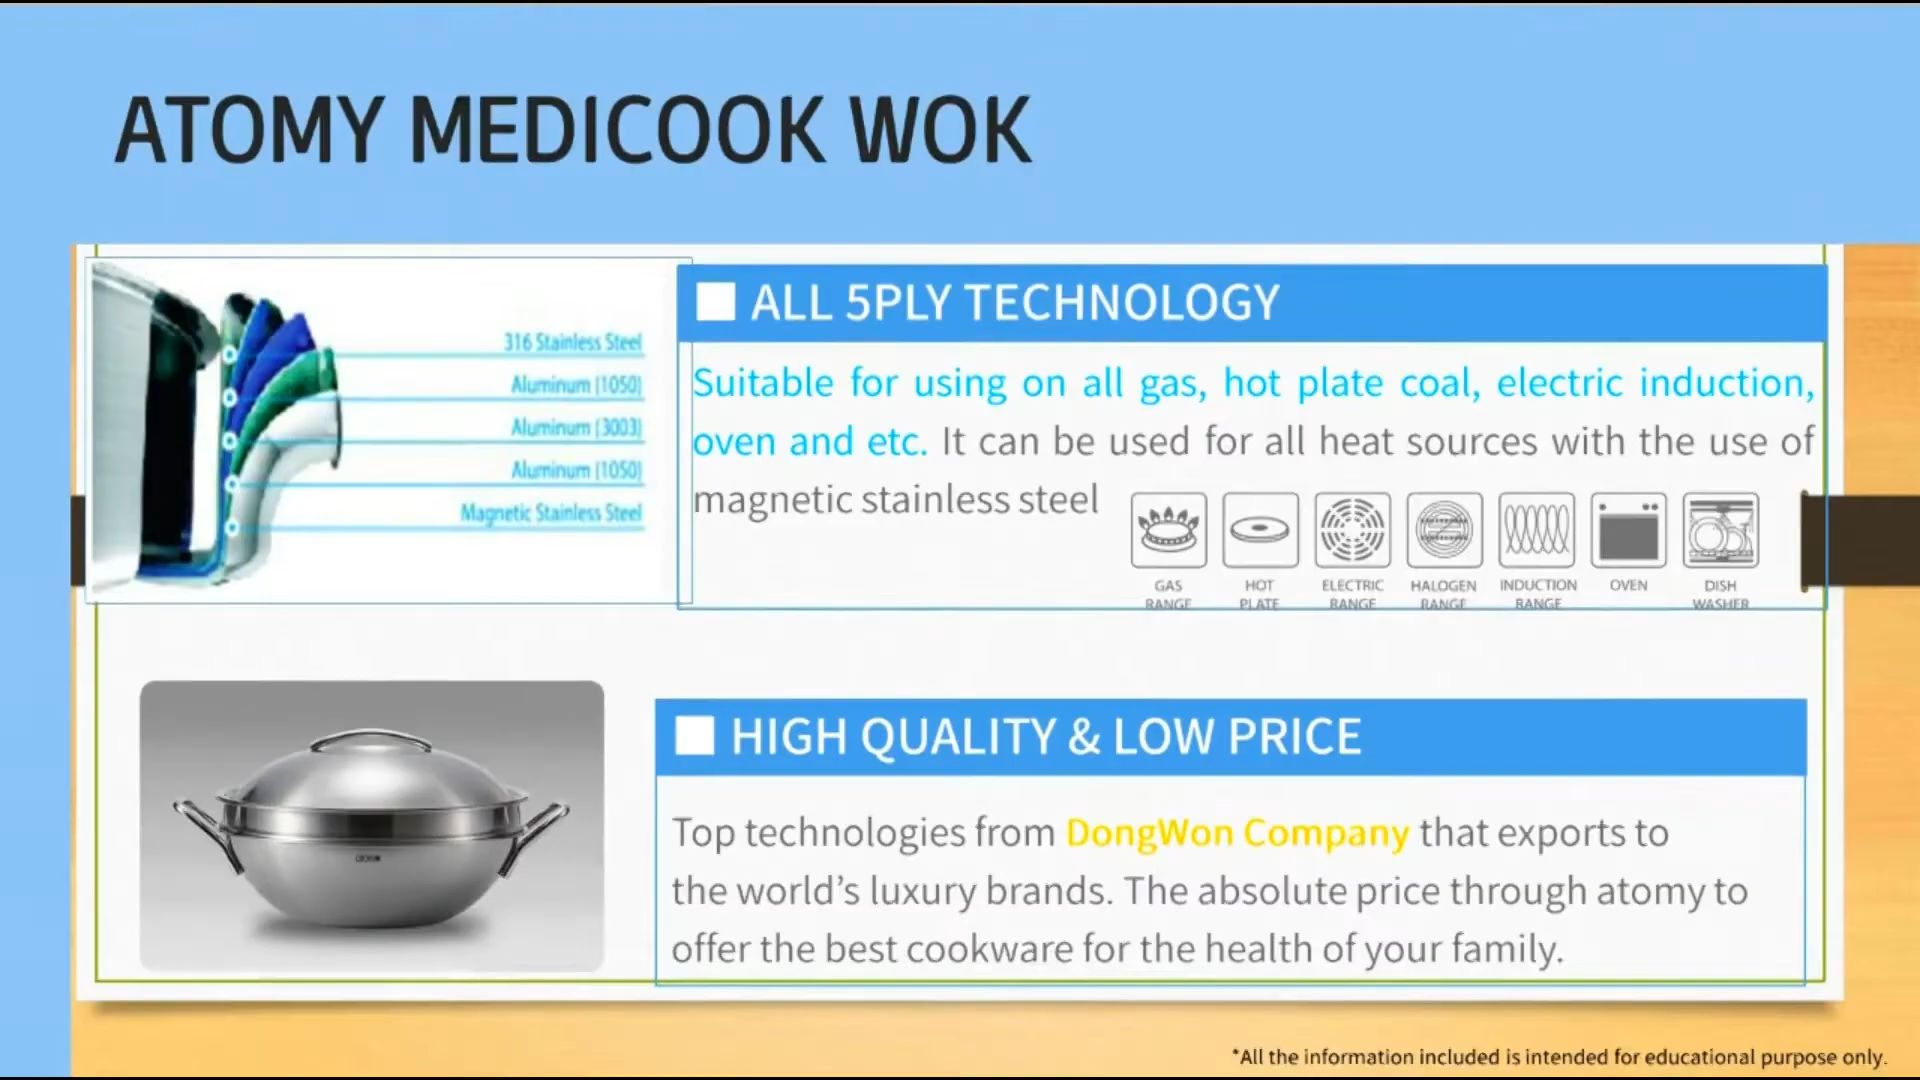 ATOMY MEDICOOK WOK
316 Stainless Steel
Aluminum (1050)
Aluminum (3003)
Aluminum (1050)
Magnetic Stainless Steel
ALL 5PLY TECHNOLOGY
Suitable for using on all gas, hot plate coal, electric induction,
oven and etc. It can be used for all heat sources with the use of
magnetic stainless steel
GAS RANGE
HOT PLATE
ELECTRIC RANGE
HALOGEN RANGE
INDUCTION RANGE
OVEN
DISH WASHER
HIGH QUALITY & LOW PRICE
Top technologies from DongWon Company that exports to
the world’s luxury brands. The absolute price through atomy to
offer the best cookware for the health of your family.
*All the information included is intended for educational purpose only.